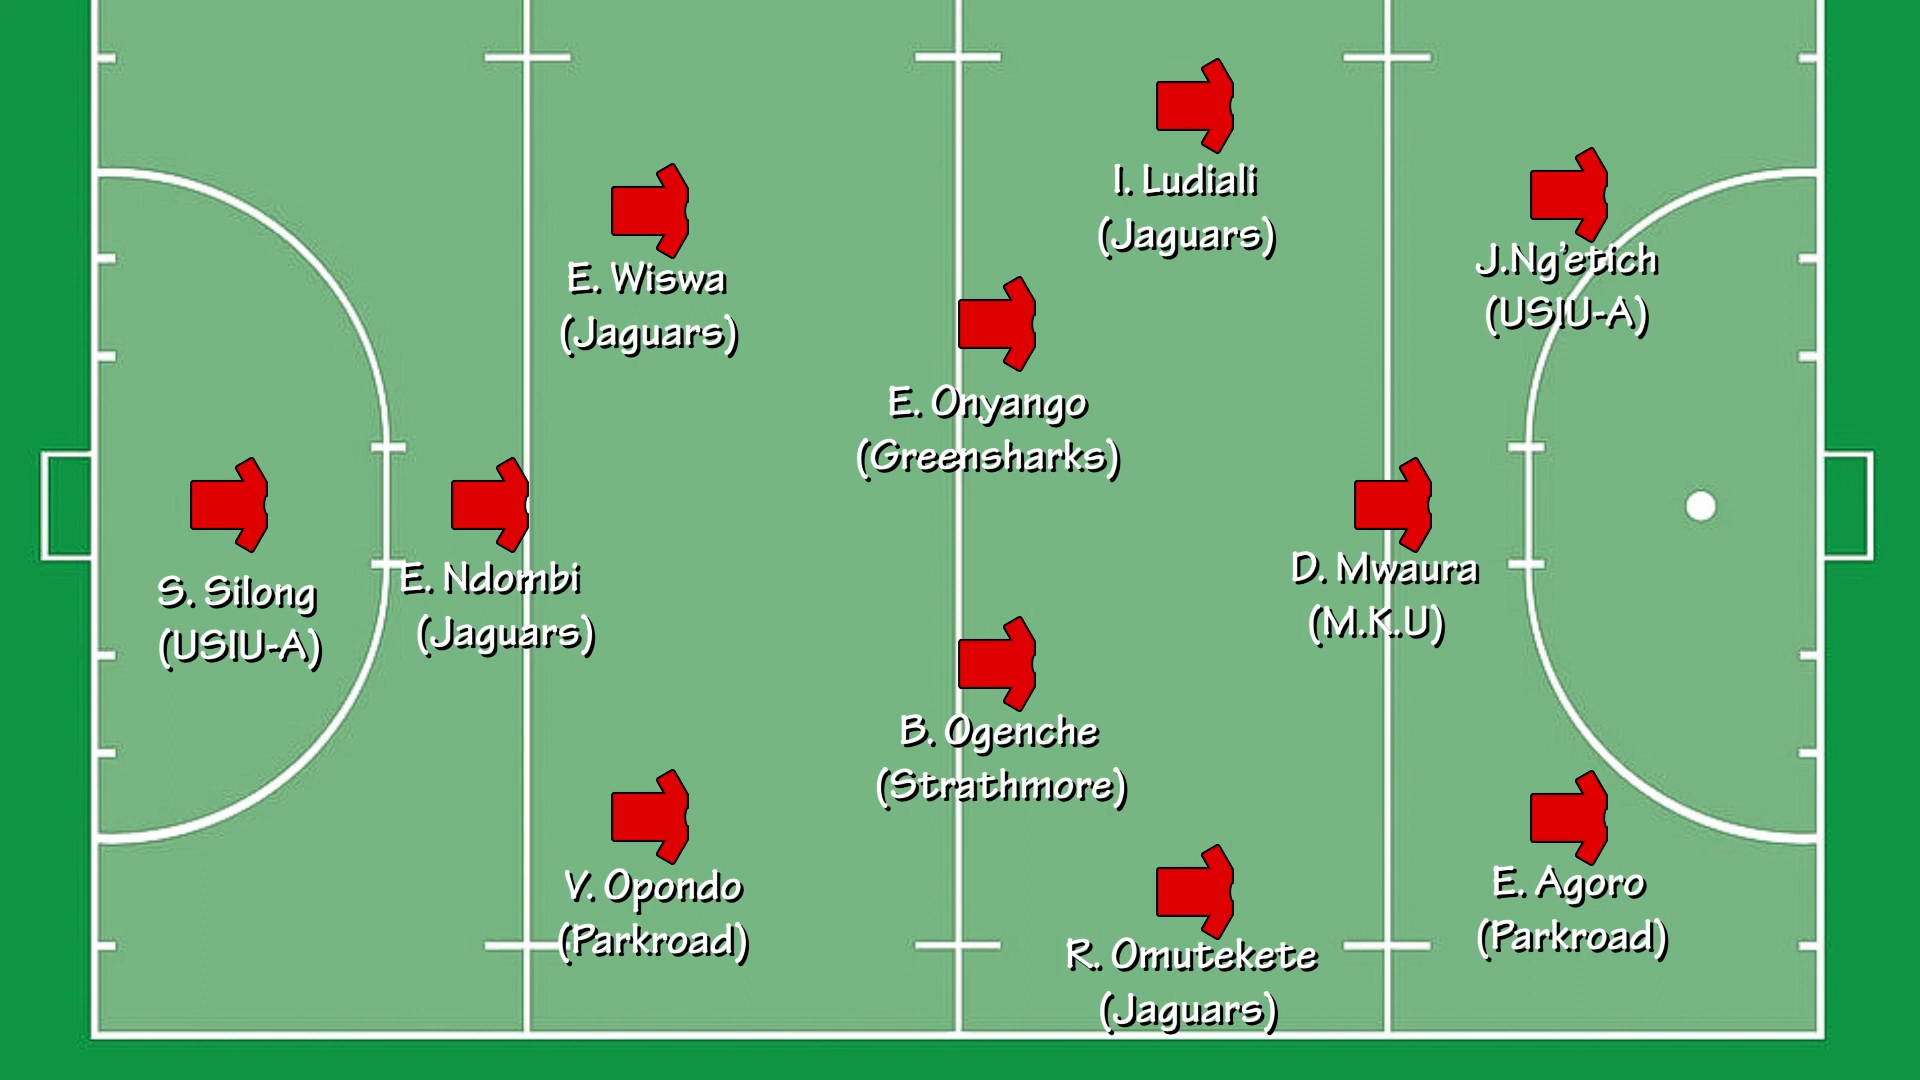 I. Ludiali
(Jaguars)
J.Ng'etich
(USIU-A)
E. Wiswa
(Jaguars)
E. Onyango
(Greensharks)
S. Silong
(USIU-A)
E. Ndombi
(Jaguars)
D. Mwaura
(M.K.U)
B. Ogenche
(Strathmore)
V. Opondo
(Parkroad)
E. Agoro
(Parkroad)
R. Omutekete
(Jaguars)